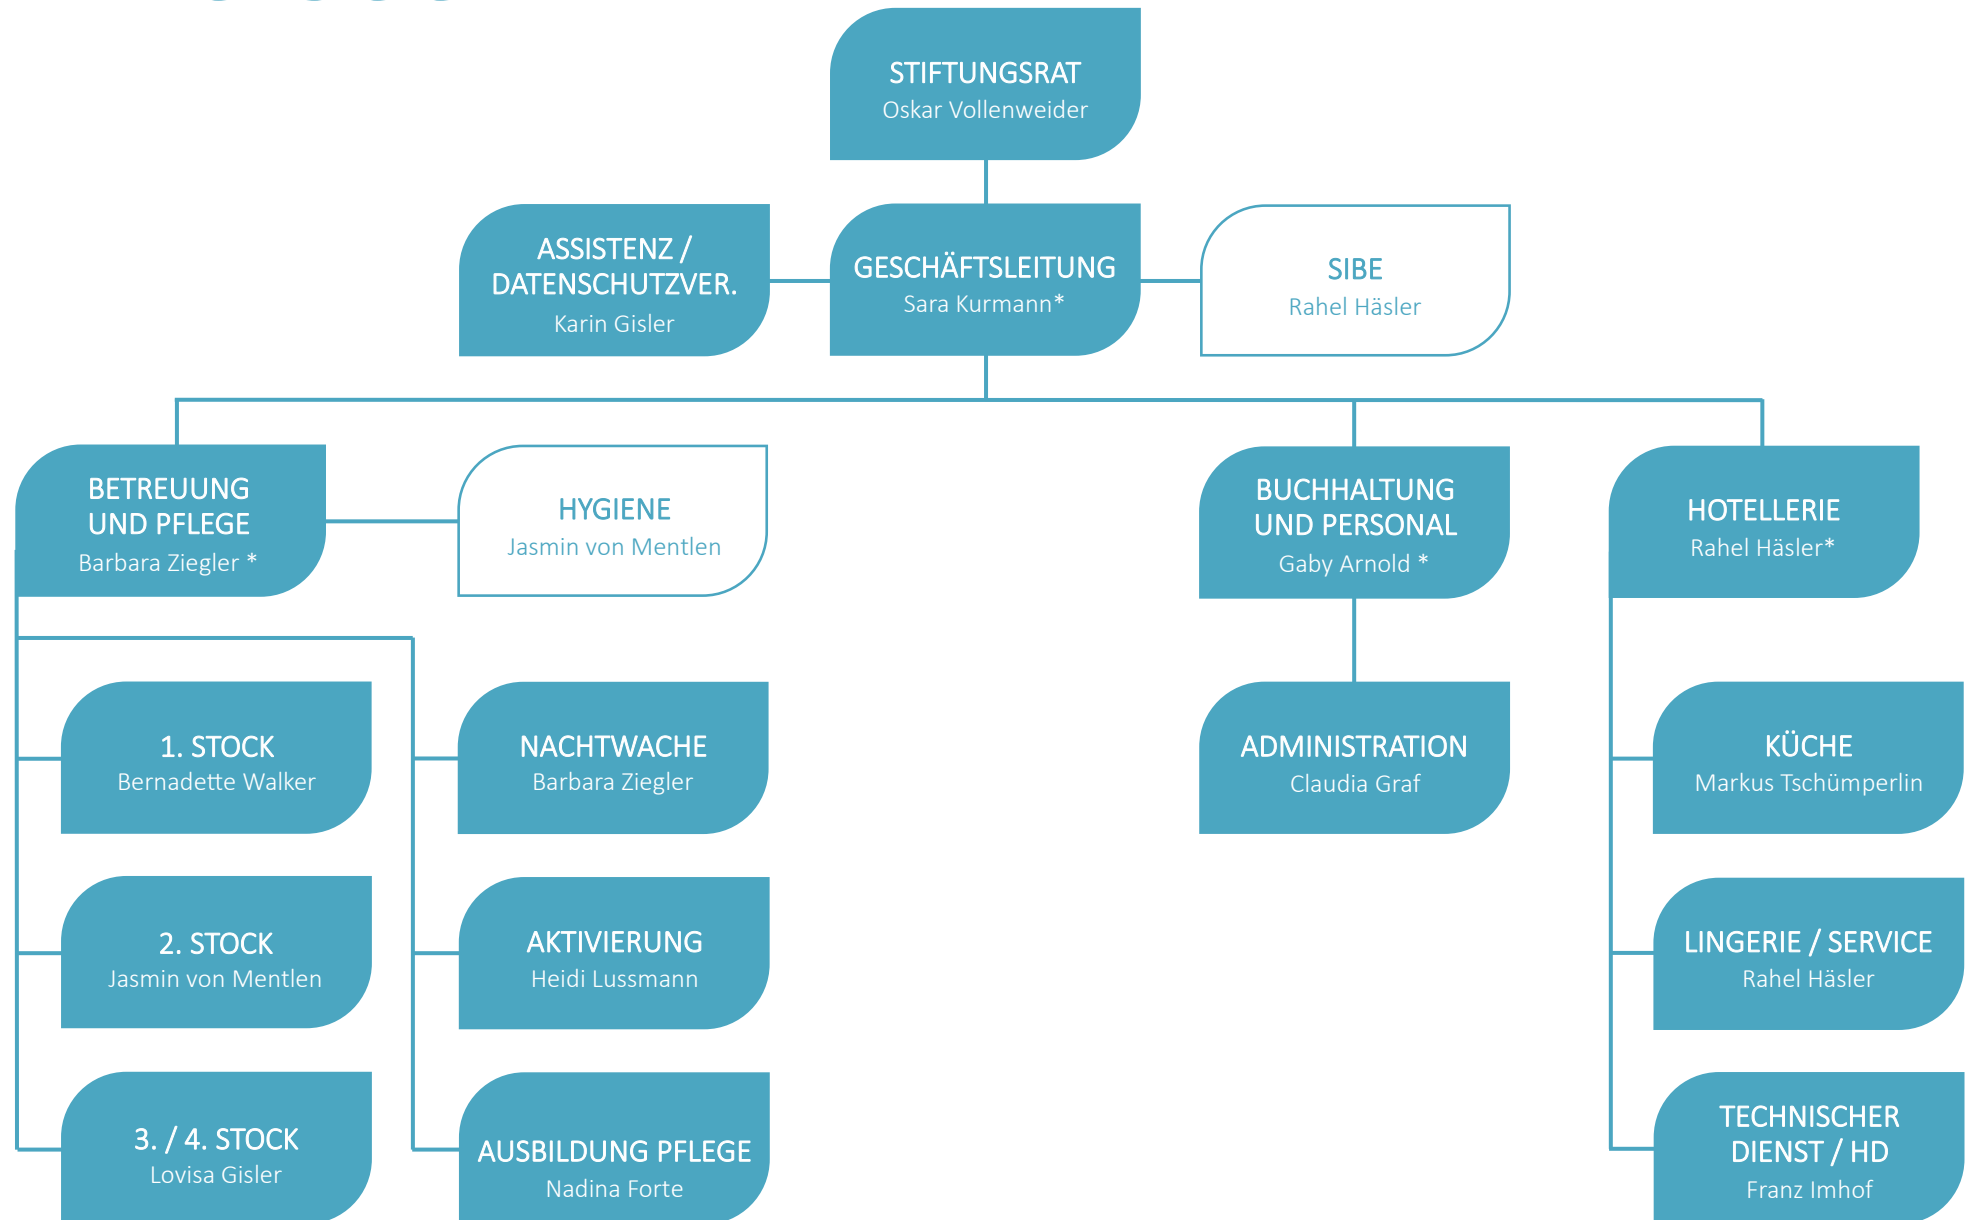 STIFTUNGSRAT
Oskar Vollenweider
ASSISTENZ /
DATENSCHUTZVER.
Karin Gisler
GESCHÄFTSLEITUNG
Sara Kurmann*
SIBE
Rahel Häsler
BETREUUNG
UND PFLEGE
Barbara Ziegler *
HYGIENE
Jasmin von Mentlen
BUCHHALTUNG
UND PERSONAL
Gaby Arnold *
HOTELLERIE
Rahel Häsler*
1. STOCK
Bernadette Walker
NACHTWACHE
Barbara Ziegler
ADMINISTRATION
Claudia Graf
KÜCHE
Markus Tschümperlin
2. STOCK
Jasmin von Mentlen
AKTIVIERUNG
Heidi Lussmann
LINGERIE / SERVICE
Rahel Häsler
3. / 4. STOCK
Lovisa Gisler
AUSBILDUNG PFLEGE
Nadina Forte
TECHNISCHER
DIENST / HD
Franz Imhof